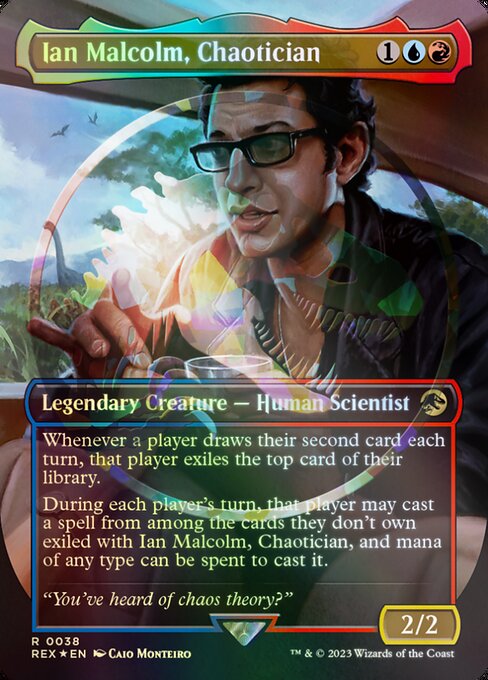 Ian Malcolm, Chaotician 1
Legendary Creature — Human Scientist
Whenever a player draws their second card each
turn, that player exiles the top card of their
library.
During each player's turn, that player may cast
a spell from among the cards they don't own
exiled with Ian Malcolm, Chaotician, and mana
of any type can be spent to cast it.
"You've heard of chaos theory?"
2/2
R 0038
REX★EN Caio Monteiro
™ & © 2023 Wizards of the Coast